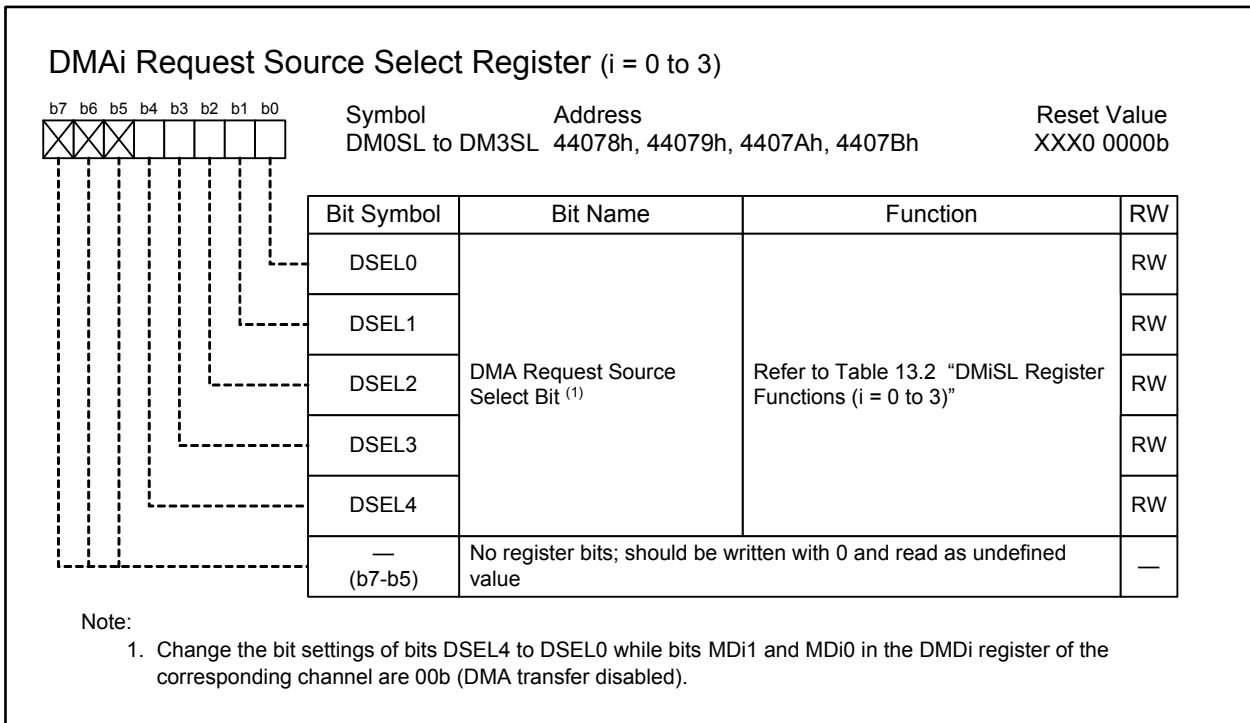 DMAi Request Source Select Register (i = 0 to 3)
b7 b6 b5 b4 b3 b2 b1 b0
Symbol Address Reset Value
DM0SL to DM3SL 44078h, 44079h, 4407Ah, 4407Bh XXX0 0000b
Bit Symbol Bit Name Function RW
DSEL0 RW
DSEL1 RW
DSEL2 RW
DMA Request Source
Select Bit (1)
Refer to Table 13.2 “DMiSL Register
Functions (i = 0 to 3)”
DSEL3 RW
DSEL4 RW
—
(b7-b5)
No register bits; should be written with 0 and read as undefined
value
—
Note:
1. Change the bit settings of bits DSEL4 to DSEL0 while bits MDi1 and MDi0 in the DMDi register of the
corresponding channel are 00b (DMA transfer disabled).